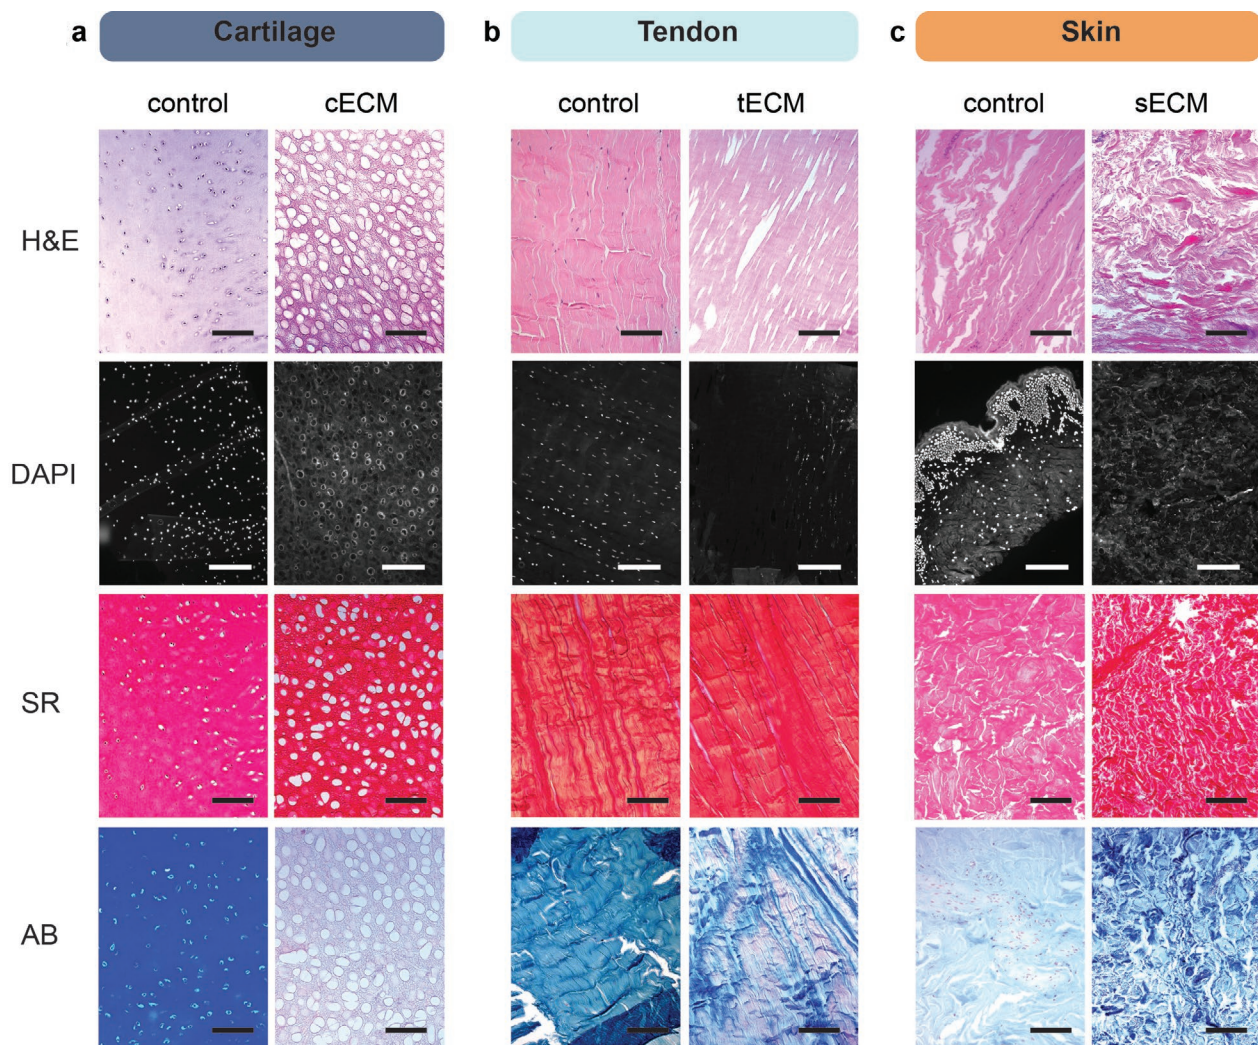 a Cartilage b Tendon c Skin
control cECM control tECM control sECM
H&E
DAPI
SR
AB